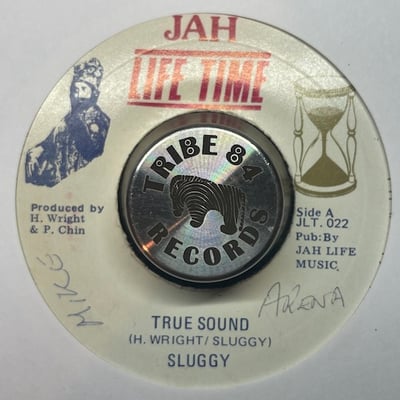 JAH
LIFE TIME
TRIBE 84
RECORDS
Produced by
H. Wright
& P. Chin
Side A
JLT. 022
Pub: By
JAH LIFE
MUSIC.
MIKE
ARENA
TRUE SOUND
(H. WRIGHT/ SLUGGY)
SLUGGY